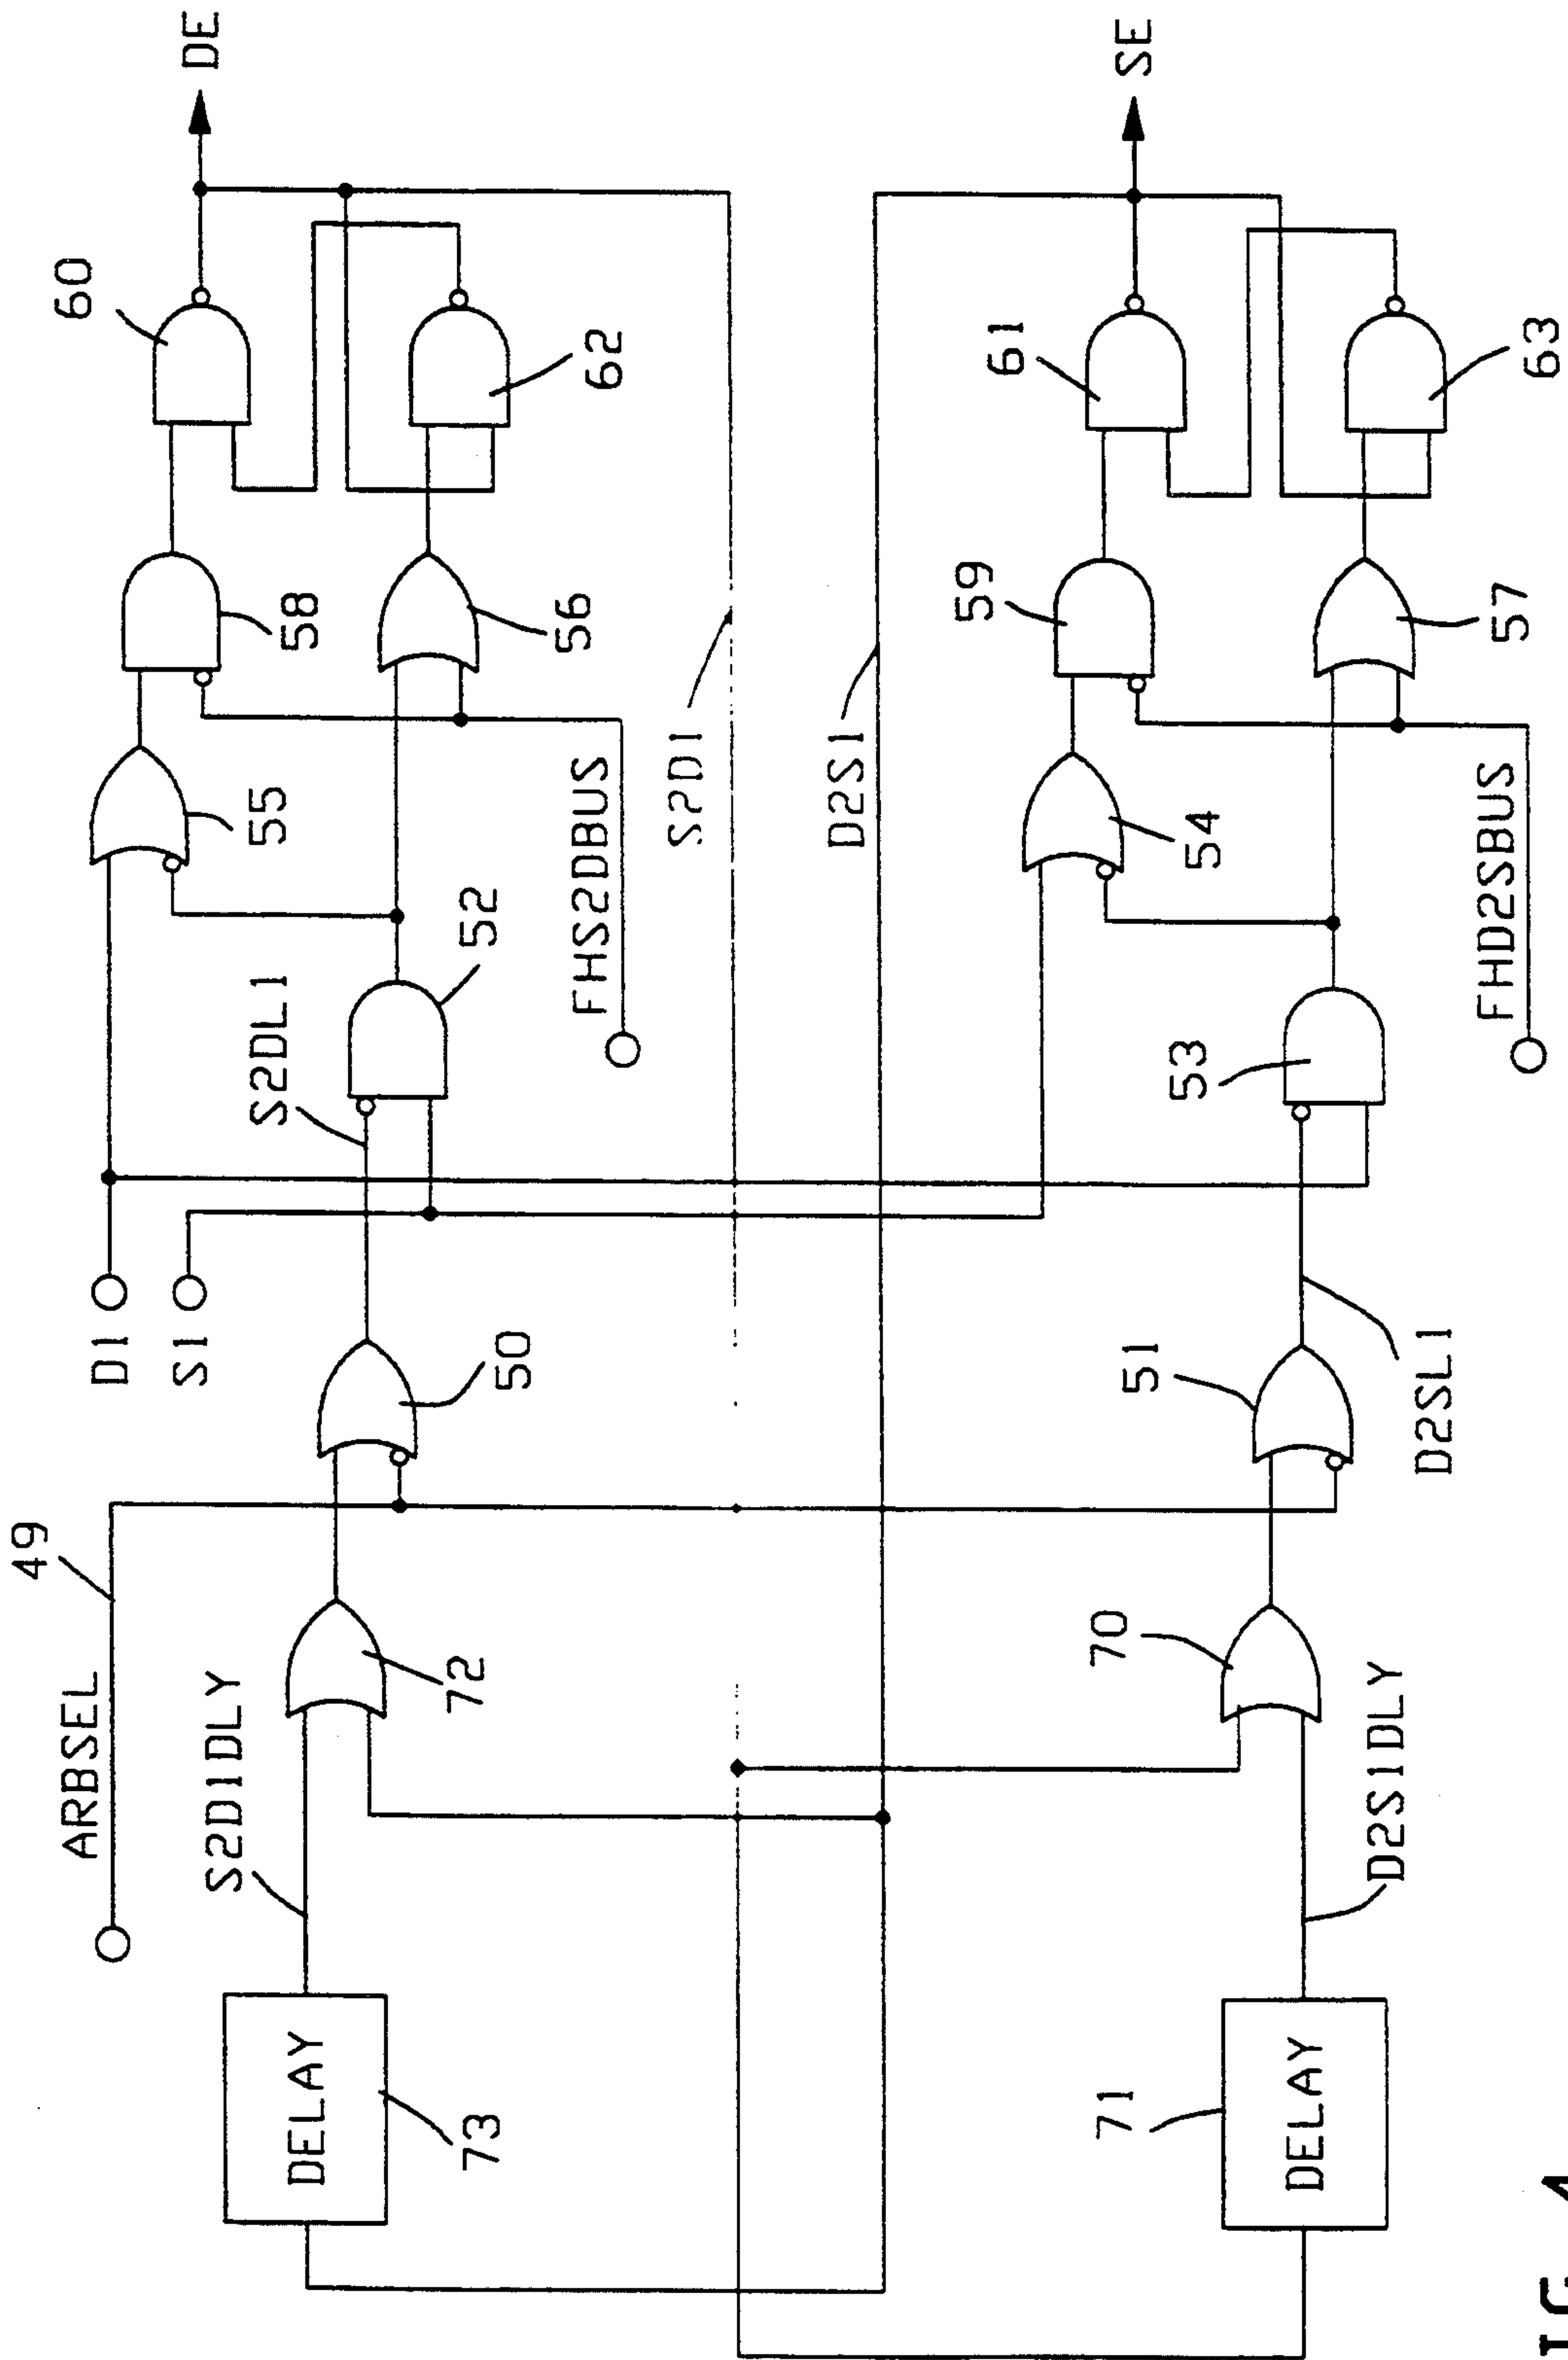 49
ARBSEL
60
D1
S1
DE
S2D1DLY
S2DL1
55
58
DELAY
72
73
52
50
56
FHS2DBUS
62
S2D1
D2S1
59
61
70
71
SE
51
53
54
DELAY
D2S1DLY
D2SL1
FHD2SBUS
57
63